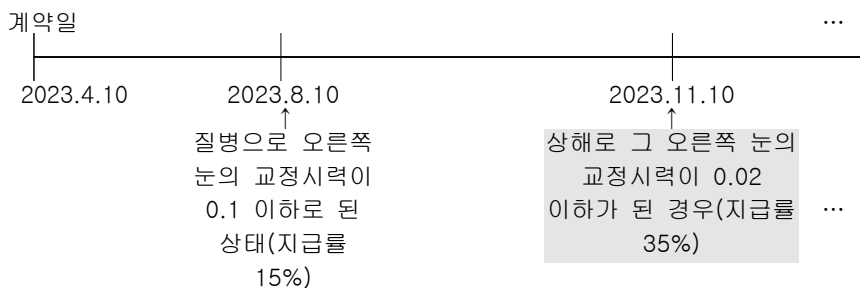 계약일 …
2023.4.10 2023.8.10 2023.11.10
질병으로 오른쪽
눈의 교정시력이
0.1 이하로 된
상태(지급률
15%)
상해로 그 오른쪽 눈의
교정시력이 0.02
이하가 된 경우(지급률
35%)
…